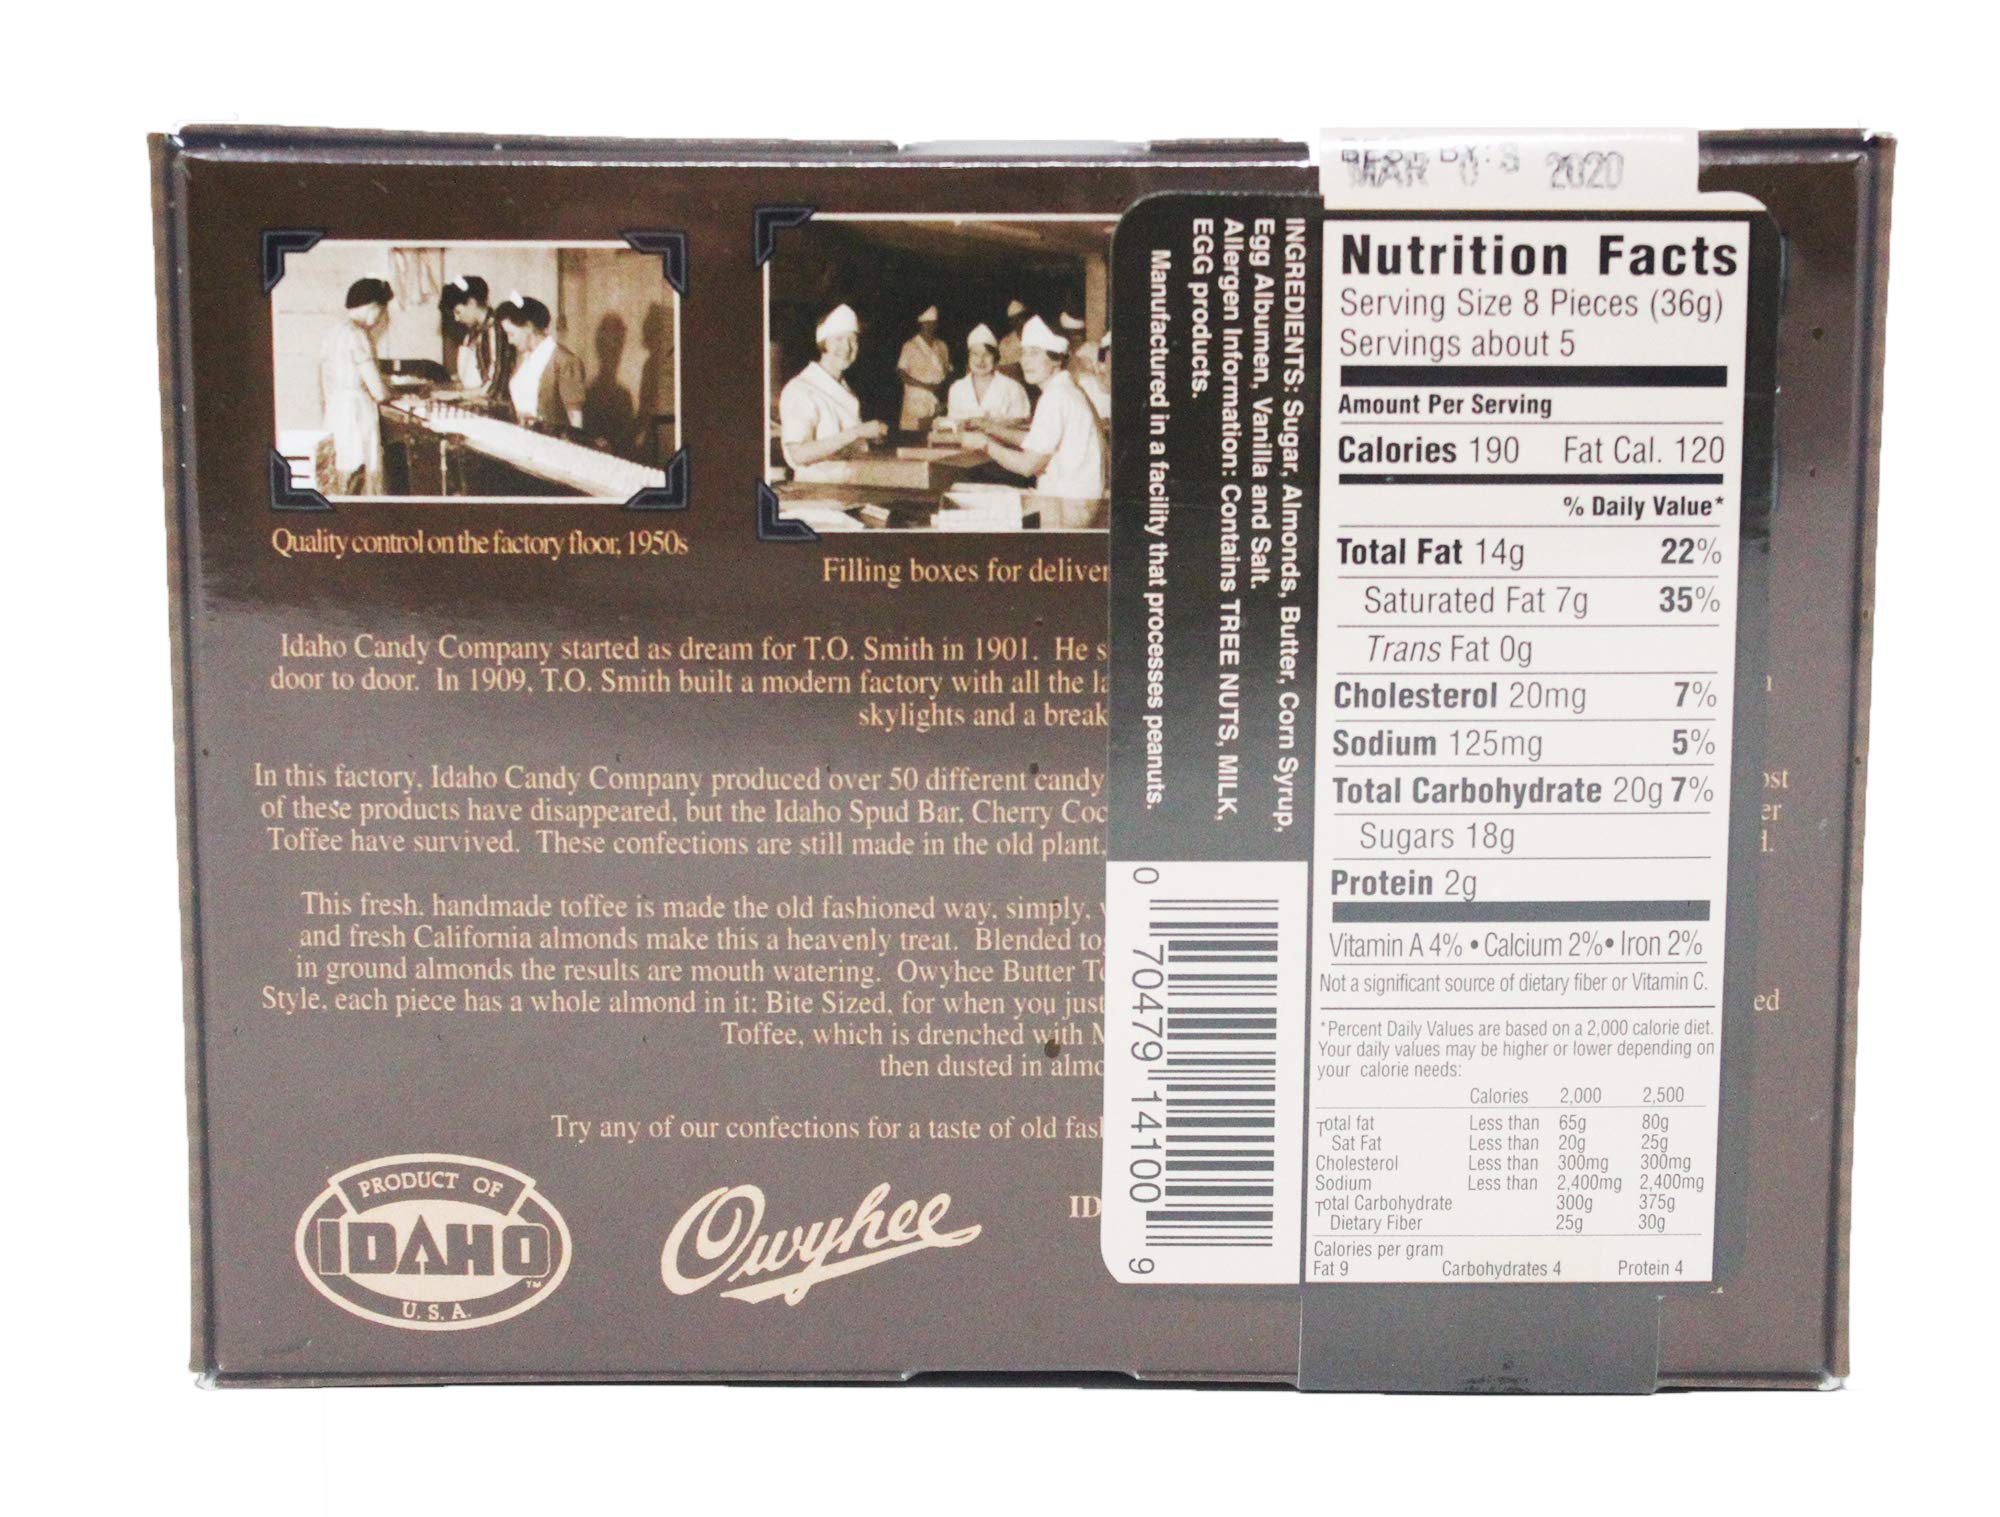 BEST BY:
MAR 0 2020
Quality control on the factory floor, 1950s
Filling boxes for
Idaho Candy Company started as dream for T.O. Smith in 1901. He
door to door. In 1909, T.O. Smith built a modern factory with all the
skylights and a break
In this factory, Idaho Candy Company produced over 50 different candy
of these products have disappeared, but the Idaho Spud Bar, Cherry
Toffee have survived. These confections are still made in the old plant.
This fresh, handmade toffee is made the old fashioned way, simply,
and fresh California almonds make this a heavenly treat. Blended
in ground almonds the results are mouth watering. Owyhee Butter
Style, each piece has a whole almond in it; Bite Sized, for when you just
Toffee, which is drenched with
then dusted in
Try any of our confections for a taste of old
PRODUCT OF
IDAHO
TM
U.S.A.
Owyhee
INGREDIENTS: Sugar, Almonds, Butter, Corn Syrup,
Egg Albumen, Vanilla and Salt.
Allergen Information: Contains TREE NUTS, MILK,
EGG products.
Manufactured in a facility that processes peanuts.
0 70479 14100 9
Nutrition Facts
Serving Size 8 Pieces (36g)
Servings about 5
Amount Per Serving
Calories 190 Fat Cal. 120
% Daily Value*
Total Fat 14g 22%
Saturated Fat 7g 35%
Trans Fat 0g
Cholesterol 20mg 7%
Sodium 125mg 5%
Total Carbohydrate 20g 7%
Sugars 18g
Protein 2g
Vitamin A 4% • Calcium 2% • Iron 2%
Not a significant source of dietary fiber or Vitamin C.
*Percent Daily Values are based on a 2,000 calorie diet.
Your daily values may be higher or lower depending on
your calorie needs:
Calories 2,000 2,500
Total fat Less than 65g 80g
Sat Fat Less than 20g 25g
Cholesterol Less than 300mg 300mg
Sodium Less than 2,400mg 2,400mg
Total Carbohydrate 300g 375g
Dietary Fiber 25g 30g
Calories per gram
Fat 9 Carbohydrates 4 Protein 4